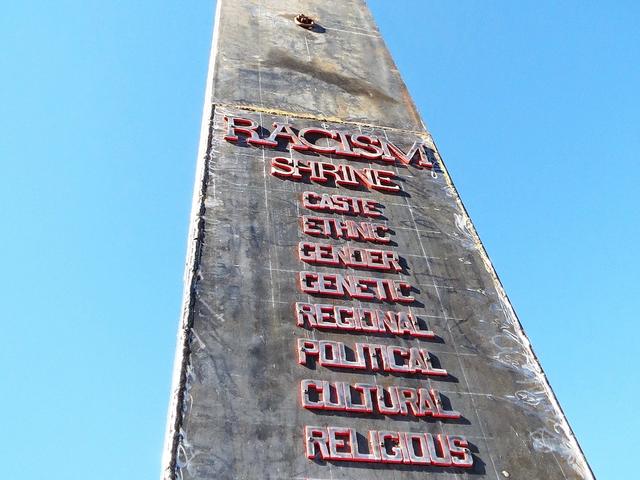 RACISM
SHRINE
CASTE
ETHNIC
GENDER
GENETIC
REGIONAL
POLITICAL
CULTURAL
RELIGIOUS